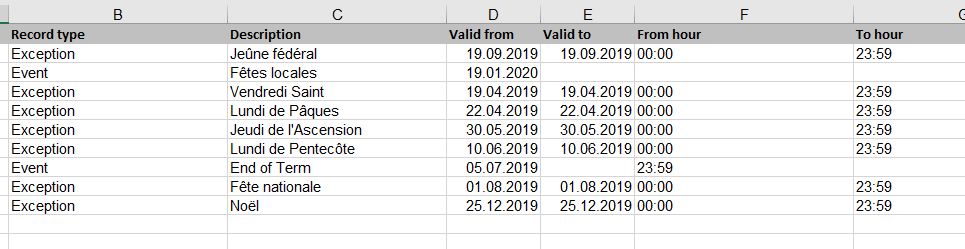 B C D E F G
Record type Description Valid from Valid to From hour To hour
Exception Jeûne fédéral 19.09.2019 19.09.2019 00:00 23:59
Event Fêtes locales 19.01.2020
Exception Vendredi Saint 19.04.2019 19.04.2019 00:00 23:59
Exception Lundi de Pâques 22.04.2019 22.04.2019 00:00 23:59
Exception Jeudi de l'Ascension 30.05.2019 30.05.2019 00:00 23:59
Exception Lundi de Pentecôte 10.06.2019 10.06.2019 00:00 23:59
Event End of Term 05.07.2019 23:59
Exception Fête nationale 01.08.2019 01.08.2019 00:00 23:59
Exception Noël 25.12.2019 25.12.2019 00:00 23:59